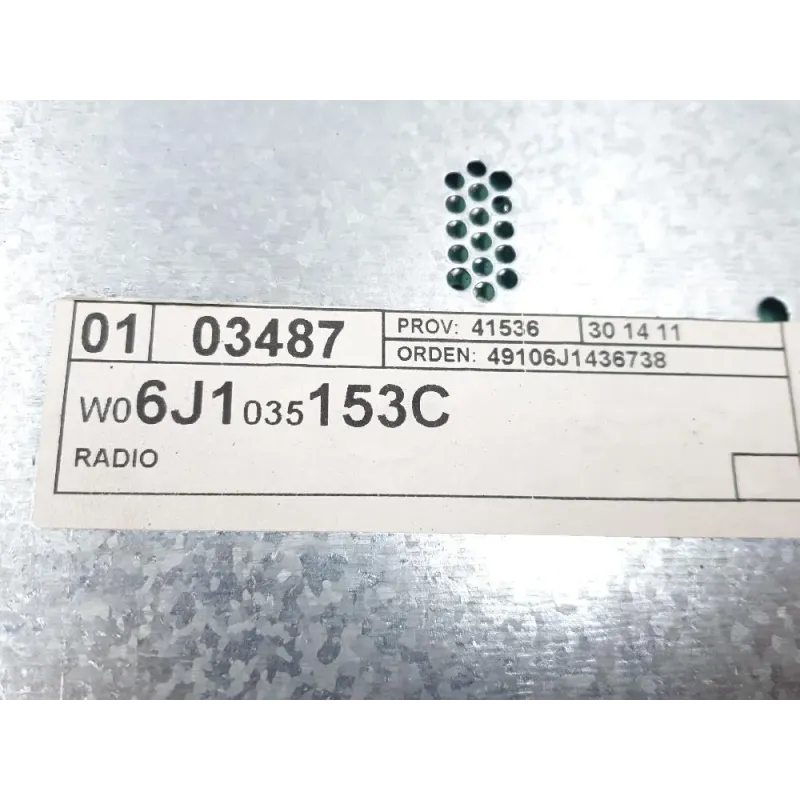 01 03487 PROV: 41536 30 14 11
ORDEN: 49106J1436738
W06J1035153C
RADIO